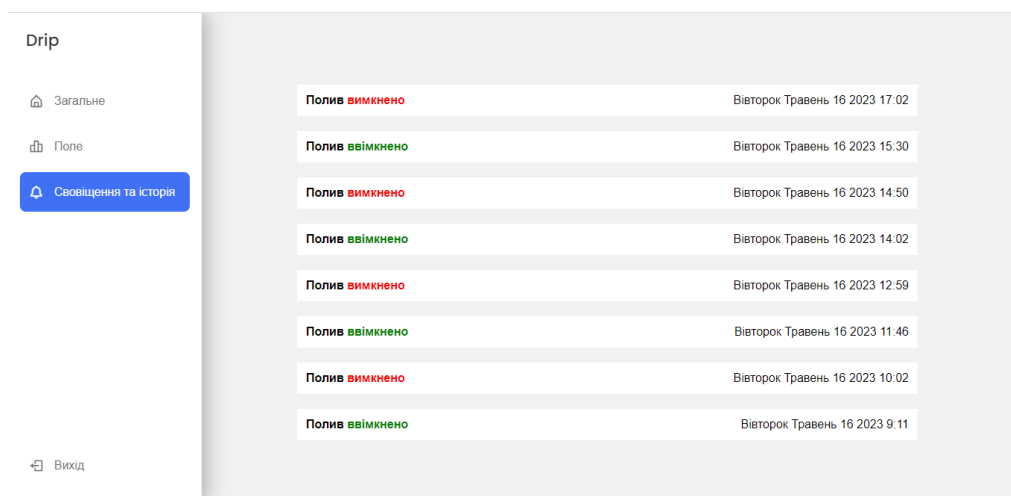 Drip
Загальне
Поле
Сновіщення та історія
Вихід
Полив вимкнено Вівторок Травень 16 2023 17:02
Полив ввімкнено Вівторок Травень 16 2023 15:30
Полив вимкнено Вівторок Травень 16 2023 14:50
Полив ввімкнено Вівторок Травень 16 2023 14:02
Полив вимкнено Вівторок Травень 16 2023 12:59
Полив ввімкнено Вівторок Травень 16 2023 11:46
Полив вимкнено Вівторок Травень 16 2023 10:02
Полив ввімкнено Вівторок Травень 16 2023 9:11